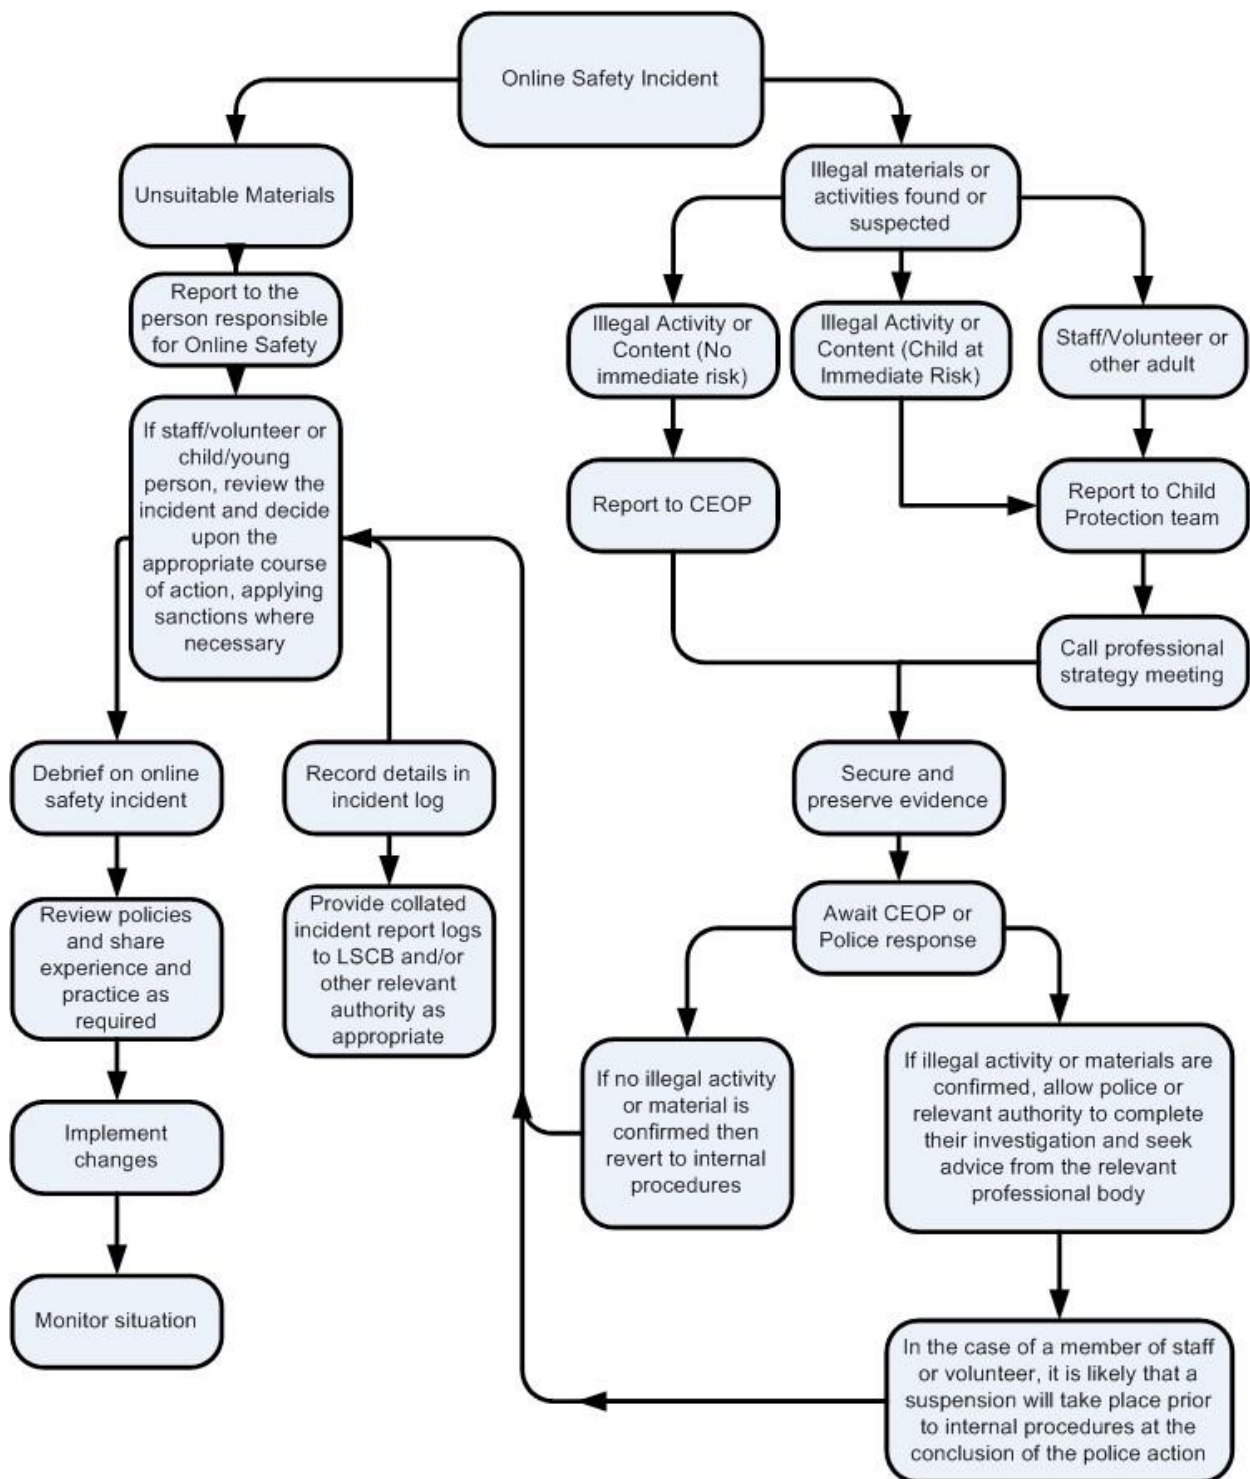 Online Safety Incident
Unsuitable Materials
Report to the
person responsible
for Online Safety
If staff/volunteer or
child/young
person, review the
incident and decide
upon the
appropriate course
of action, applying
sanctions where
necessary
Debrief on online
safety incident
Review policies
and share
experience and
practice as
required
Implement
changes
Monitor situation
Record details in
incident log
Provide collated
incident report logs
to LSCB and/or
other relevant
authority as
appropriate
Illegal materials or
activities found or
suspected
Illegal Activity or
Content (No
immediate risk)
Illegal Activity or
Content (Child at
Immediate Risk)
Staff/Volunteer or
other adult
Report to CEOP
Report to Child
Protection team
Call professional
strategy meeting
Secure and
preserve evidence
Await CEOP or
Police response
If no illegal activity
or material is
confirmed then
revert to internal
procedures
If illegal activity or materials are
confirmed, allow police or
relevant authority to complete
their investigation and seek
advice from the relevant
professional body
In the case of a member of staff
or volunteer, it is likely that a
suspension will take place prior
to internal procedures at the
conclusion of the police action